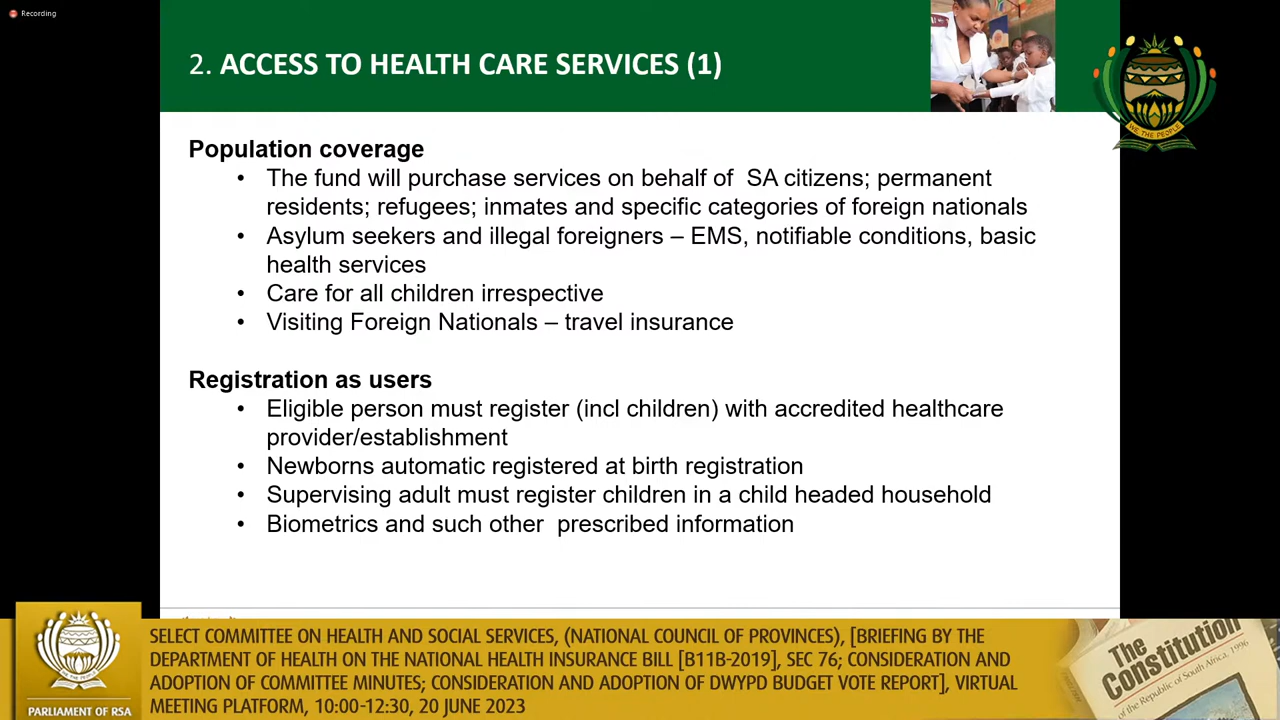 Recording
2. ACCESS TO HEALTH CARE SERVICES (1)
WE, THE PEOPLE
Population coverage
• The fund will purchase services on behalf of  SA citizens; permanent
residents; refugees; inmates and specific categories of foreign nationals
• Asylum seekers and illegal foreigners – EMS, notifiable conditions, basic
health services
• Care for all children irrespective
• Visiting Foreign Nationals – travel insurance
Registration as users
• Eligible person must register (incl children) with accredited healthcare
provider/establishment
• Newborns automatic registered at birth registration
• Supervising adult must register children in a child headed household
• Biometrics and such other  prescribed information
SELECT COMMITTEE ON HEALTH AND SOCIAL SERVICES, (NATIONAL COUNCIL OF PROVINCES), [BRIEFING BY THE
DEPARTMENT OF HEALTH ON THE NATIONAL HEALTH INSURANCE BILL [B11B-2019], SEC 76; CONSIDERATION AND
ADOPTION OF COMMITTEE MINUTES; CONSIDERATION AND ADOPTION OF DWYPD BUDGET VOTE REPORT], VIRTUAL
MEETING PLATFORM, 10:00-12:30, 20 JUNE 2023
PARLIAMENT OF RSA
The
Constitution
of the Republic of South Africa, 1996